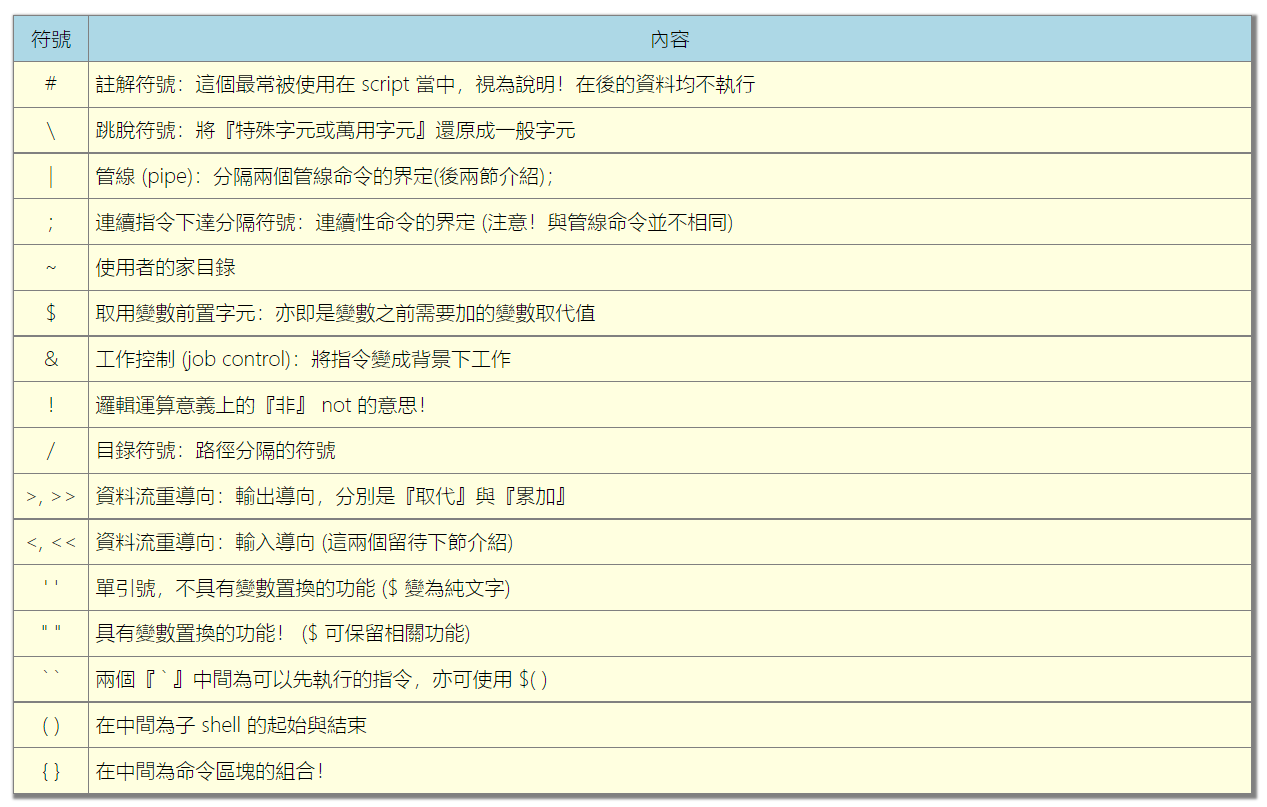 符號 內容
# 註解符號：這個最常被使用在 script 當中，視為說明！在後的資料均不執行
\ 跳脫符號：將『特殊字元或萬用字元』還原成一般字元
| 管線 (pipe)：分隔兩個管線命令的界定(後兩節介紹)；
; 連續指令下達分隔符號：連續性命令的界定 (注意！與管線命令並不相同)
~ 使用者的家目錄
$ 取用變數前置字元：亦即是變數之前需要加的變數取代值
& 工作控制 (job control)：將指令變成背景下工作
! 邏輯運算意義上的『非』 not 的意思！
/ 目錄符號：路徑分隔的符號
>, >> 資料流重導向：輸出導向，分別是『取代』與『累加』
<, << 資料流重導向：輸入導向 (這兩個留待下節介紹)
' ' 單引號，不具有變數置換的功能 ($ 變為純文字)
" " 具有變數置換的功能！ ($ 可保留相關功能)
` ` 兩個『 ` 』中間為可以先執行的指令，亦可使用 $( )
( ) 在中間為子 shell 的起始與結束
{ } 在中間為命令區塊的組合！